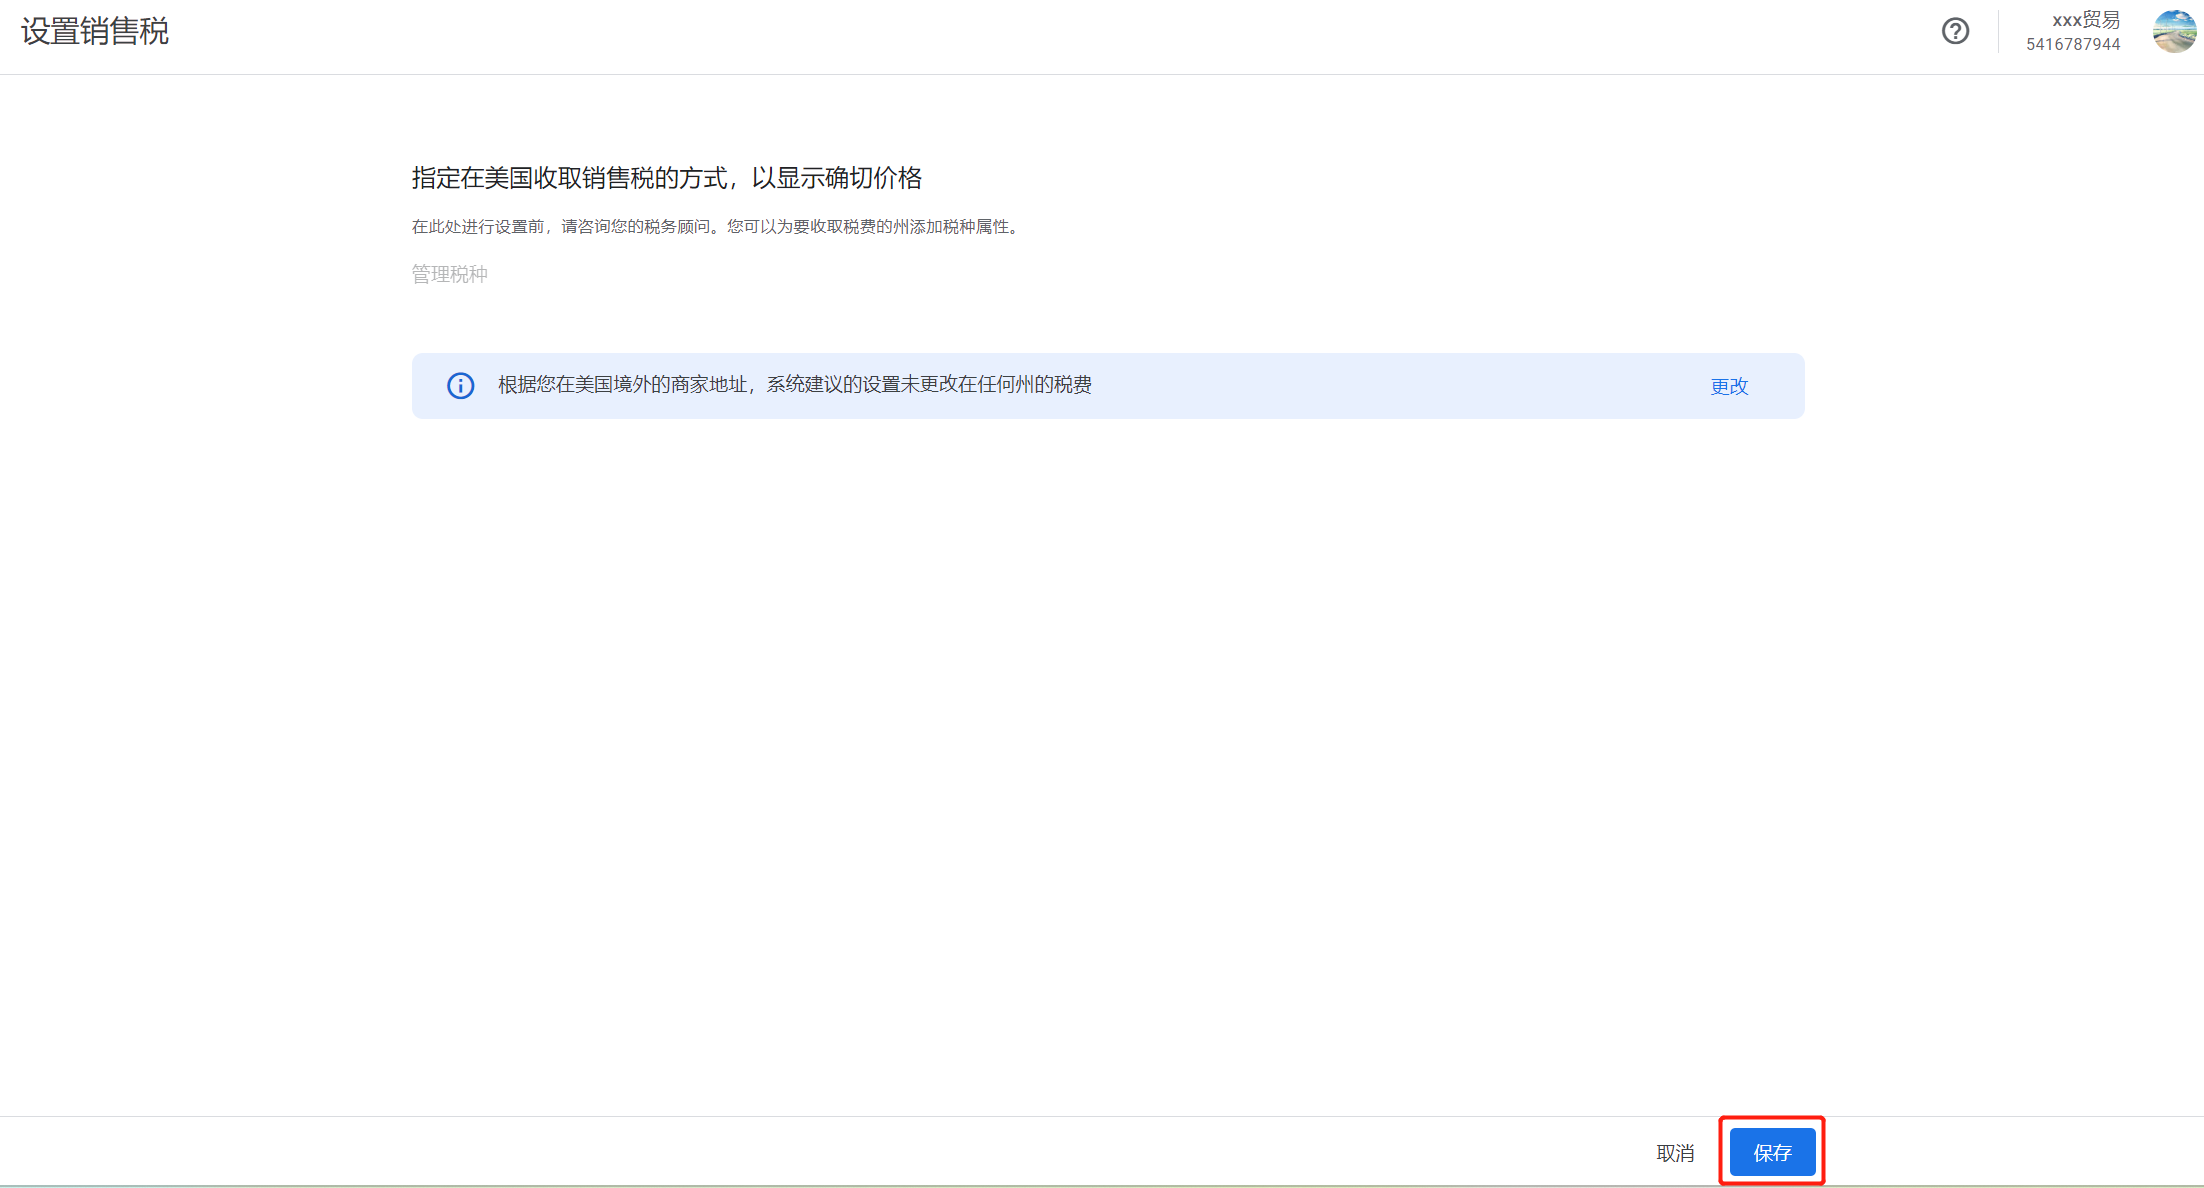 设置销售税
xxx贸易
5416787944
指定在美国收取销售税的方式，以显示确切价格
在此处进行设置前，请咨询您的税务顾问。您可以为要收取税费的州添加税种属性。
管理税种
根据您在美国境外的商家地址，系统建议的设置未更改在任何州的税费
更改
取消
保存